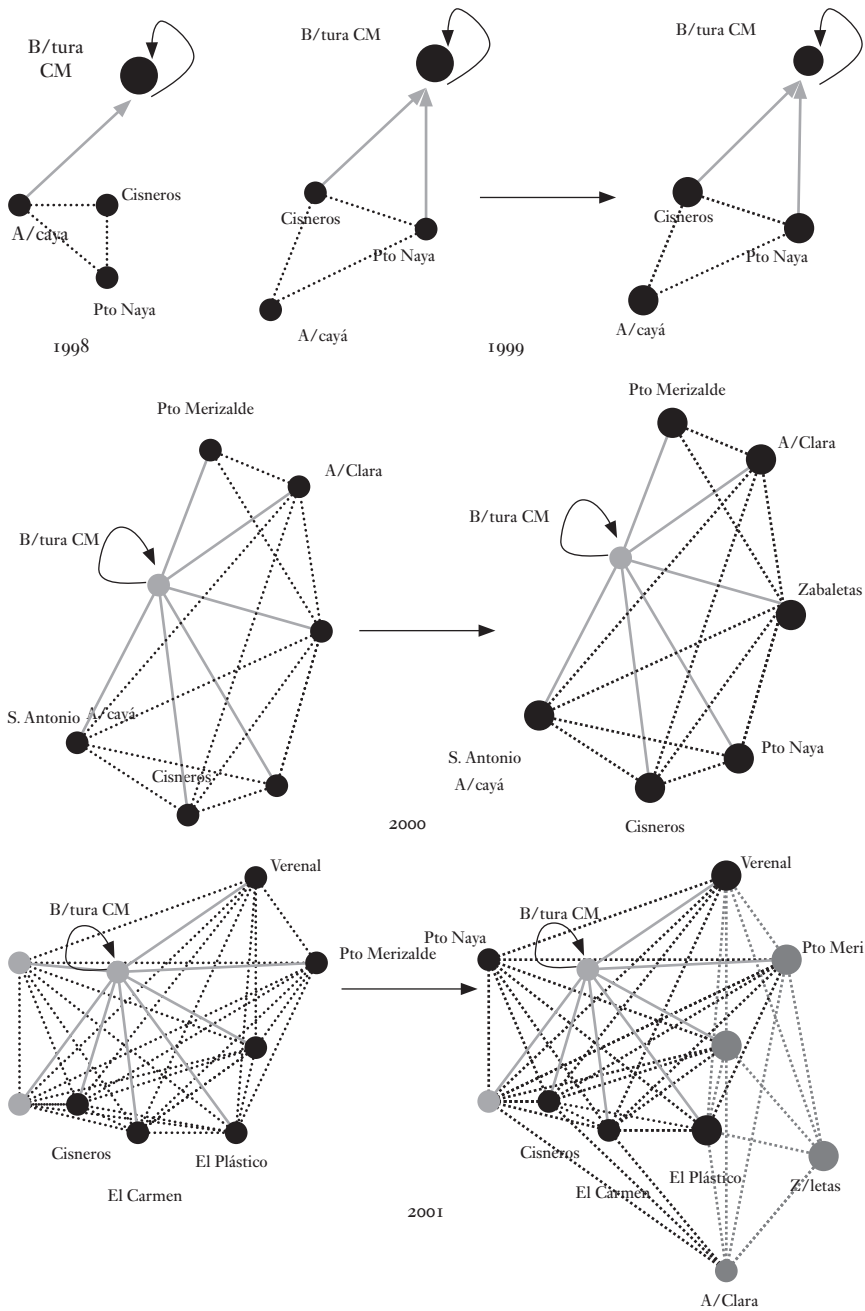 B/tura
CM
Cisneros
A/caya
Pto Naya
1998
B/tura CM
Cisneros
Pto Naya
A/cayá
1999
B/tura CM
Cisneros
Pto Naya
A/cayá
Pto Merizalde
A/Clara
B/tura CM
S. Antonio A/cayá
Cisneros
2000
Pto Merizalde
A/Clara
B/tura CM
Zabaletas
Pto Naya
S. Antonio
A/cayá
Cisneros
Verenal
B/tura CM
Pto Merizalde
Cisneros
El Plástico
El Carmen
2001
Verenal
B/tura CM
Pto Naya
Pto Meri
Cisneros
El Plástico
El Carmen
Z/letas
A/Clara